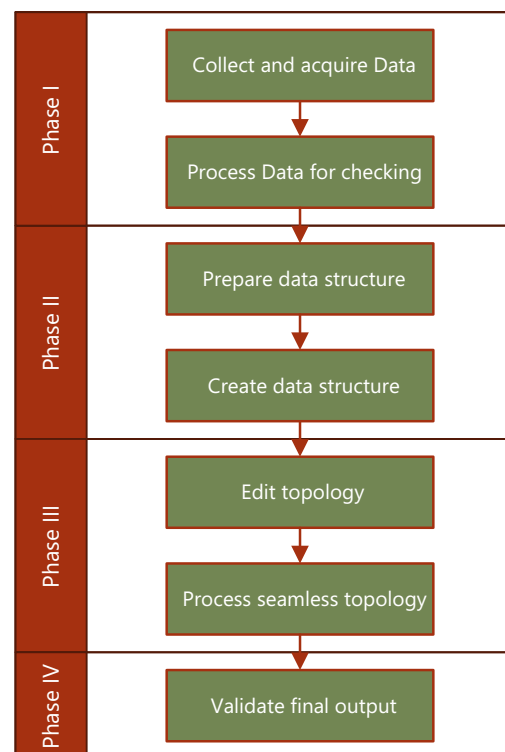 Phase I
Collect and acquire Data
Process Data for checking
Phase II
Prepare data structure
Create data structure
Phase III
Edit topology
Process seamless topology
Phase IV
Validate final output